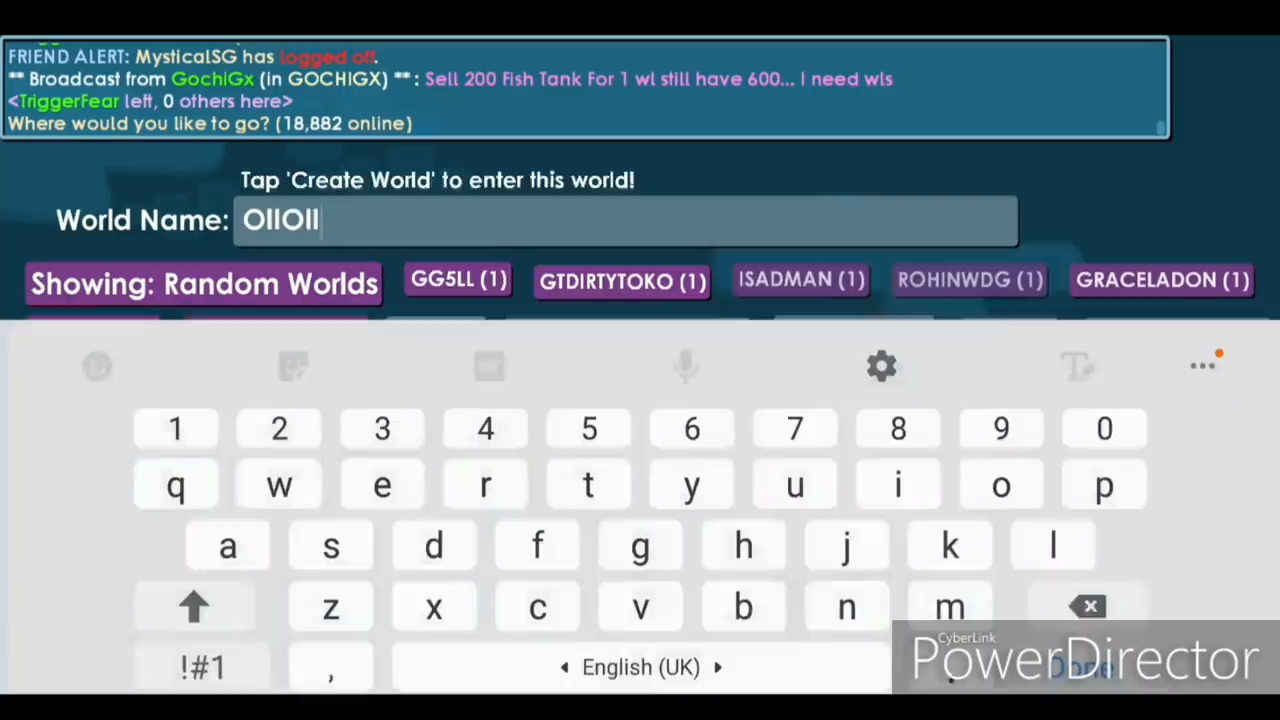 FRIEND ALERT: MysticalSG has logged off.
** Broadcast from GochiGx (in GOCHIGX) ** : Sell 200 Fish Tank For 1 wl still have 600... I need wls
<TriggerFear left, 0 others here>
Where would you like to go? (18,882 online)
Tap 'Create World' to enter this world!
World Name: OllOll
Showing: Random Worlds GG5LL (1) GTDIRTYTOKO (1) ISADMAN (1) ROHINWDG (1) GRACELADON (1)
1 2 3 4 5 6 7 8 9 0
q w e r t y u i o p
a s d f g h j k l
z x c v b n m
!#1 , English (UK) . Done
CyberLink
PowerDirector